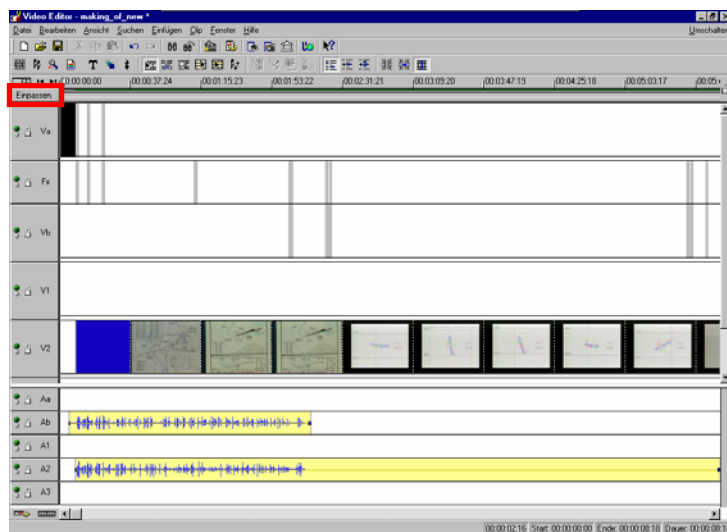 Video Editor - making_of_new *
Datei Bearbeiten Ansicht Suchen Einfügen Clip Fenster Hilfe Umschalten
00:00:00:00 00:00:37:24 00:01:15:23 00:01:53:22 00:02:31:21 00:03:09:20 00:03:47:19 00:04:25:18 00:05:03:17 00:05:
Einpassen.
Va
Fx
Vb
V1
V2
Aa
Ab
A1
A2
A3
00:00:02:16 Start: 00:00:00:00 Ende: 00:00:08:18 Dauer: 00:00:08: